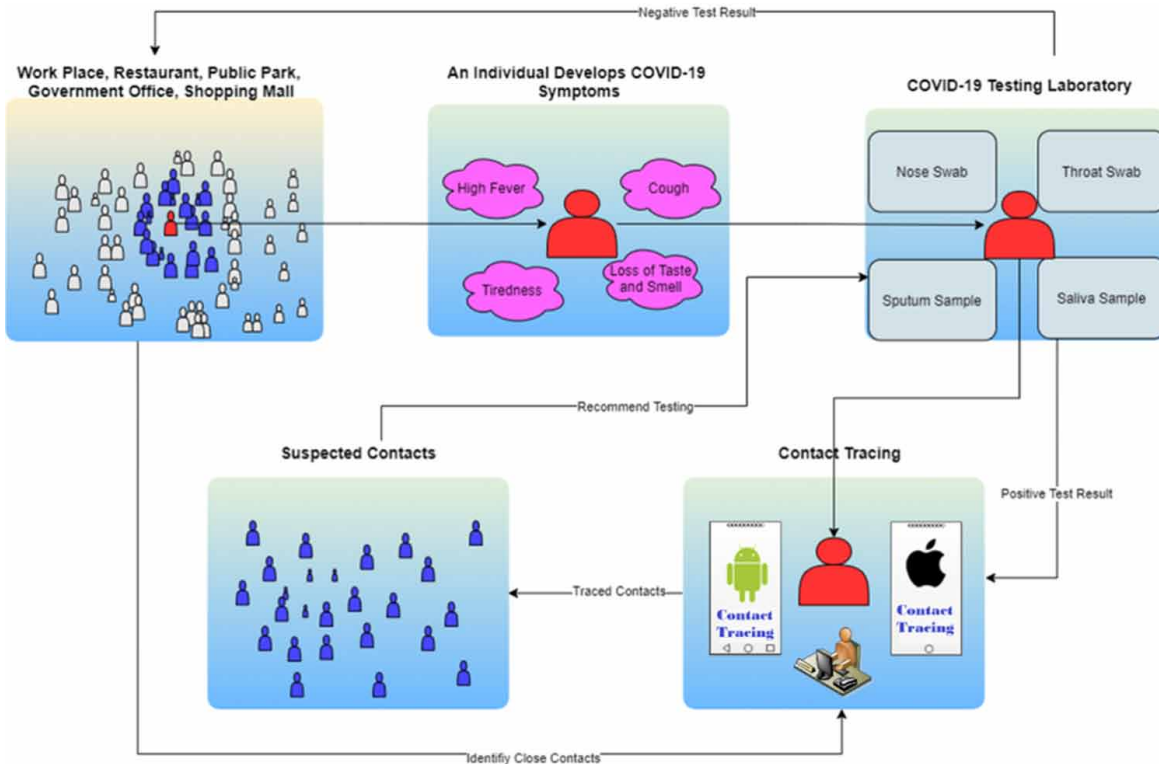 Negative Test Result
Work Place, Restaurant, Public Park,
Government Office, Shopping Mall
An Individual Develops COVID-19
Symptoms
COVID-19 Testing Laboratory
High Fever
Cough
Tiredness
Loss of Taste
and Smell
Nose Swab
Throat Swab
Sputum Sample
Saliva Sample
Recommend Testing
Suspected Contacts
Contact Tracing
Positive Test Result
Traced Contacts
Contact
Tracing
Contact
Tracing
Identifiy Close Contacts